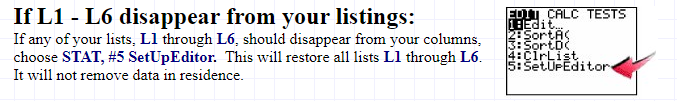 If L1 - L6 disappear from your listings:
If any of your lists, L1 through L6, should disappear from your columns,
choose STAT, #5 SetUpEditor.  This will restore all lists L1 through L6.
It will not remove data in residence.
EDIT CALC TESTS
1:Edit…
2:SortA(
3:SortD(
4:ClrList
5:SetUpEditor